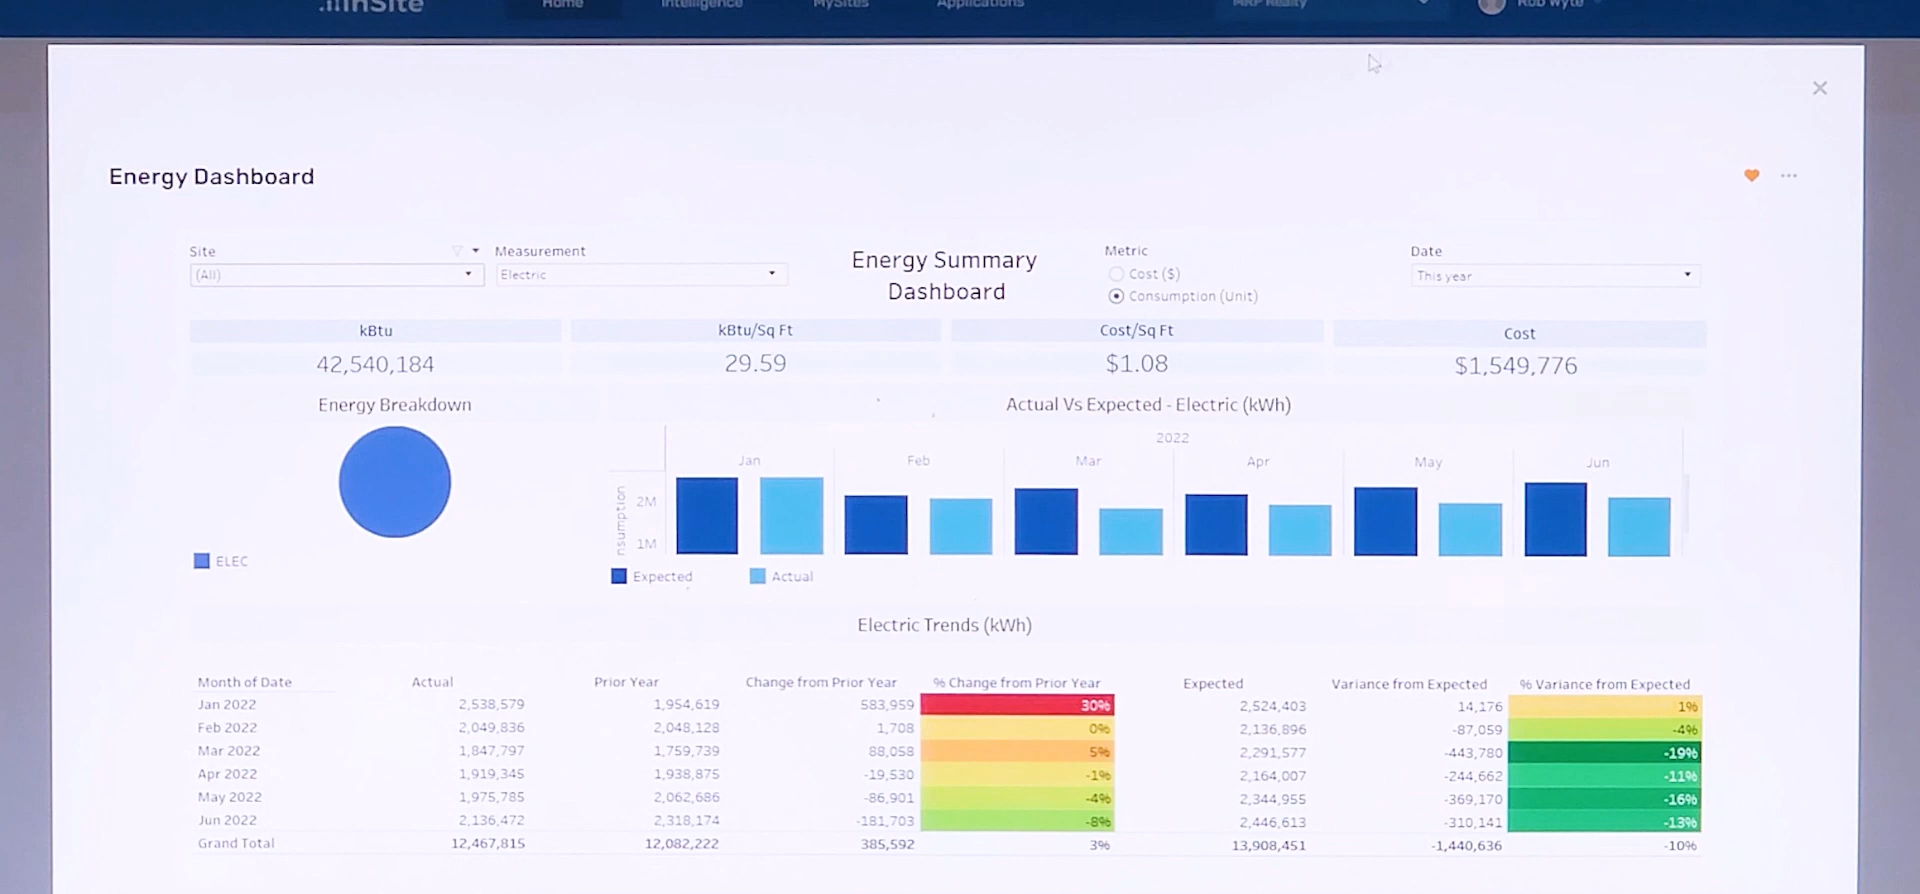 .ıllnSite Home Intelligence MySites Applications MRP Realty Rob Wyte
Energy Dashboard
Site Measurement Energy Summary Metric Date
(All) Electric Dashboard Cost ($) This year
Consumption (Unit)
kBtu kBtu/Sq Ft Cost/Sq Ft Cost
42,540,184 29.59 $1.08 $1,549,776
Energy Breakdown Actual Vs Expected - Electric (kWh)
2022
Jan Feb Mar Apr May Jun
nsumption
2M
1M
ELEC
Expected Actual
Electric Trends (kWh)
Month of Date Actual Prior Year Change from Prior Year % Change from Prior Year Expected Variance from Expected % Variance from Expected
Jan 2022 2,538,579 1,954,619 583,959 30% 2,524,403 14,176 1%
Feb 2022 2,049,836 2,048,128 1,708 0% 2,136,896 -87,059 -4%
Mar 2022 1,847,797 1,759,739 88,058 5% 2,291,577 -443,780 -19%
Apr 2022 1,919,345 1,938,875 -19,530 -1% 2,164,007 -244,662 -11%
May 2022 1,975,785 2,062,686 -86,901 -4% 2,344,955 -369,170 -16%
Jun 2022 2,136,472 2,318,174 -181,703 -8% 2,446,613 -310,141 -13%
Grand Total 12,467,815 12,082,222 385,592 3% 13,908,451 -1,440,636 -10%